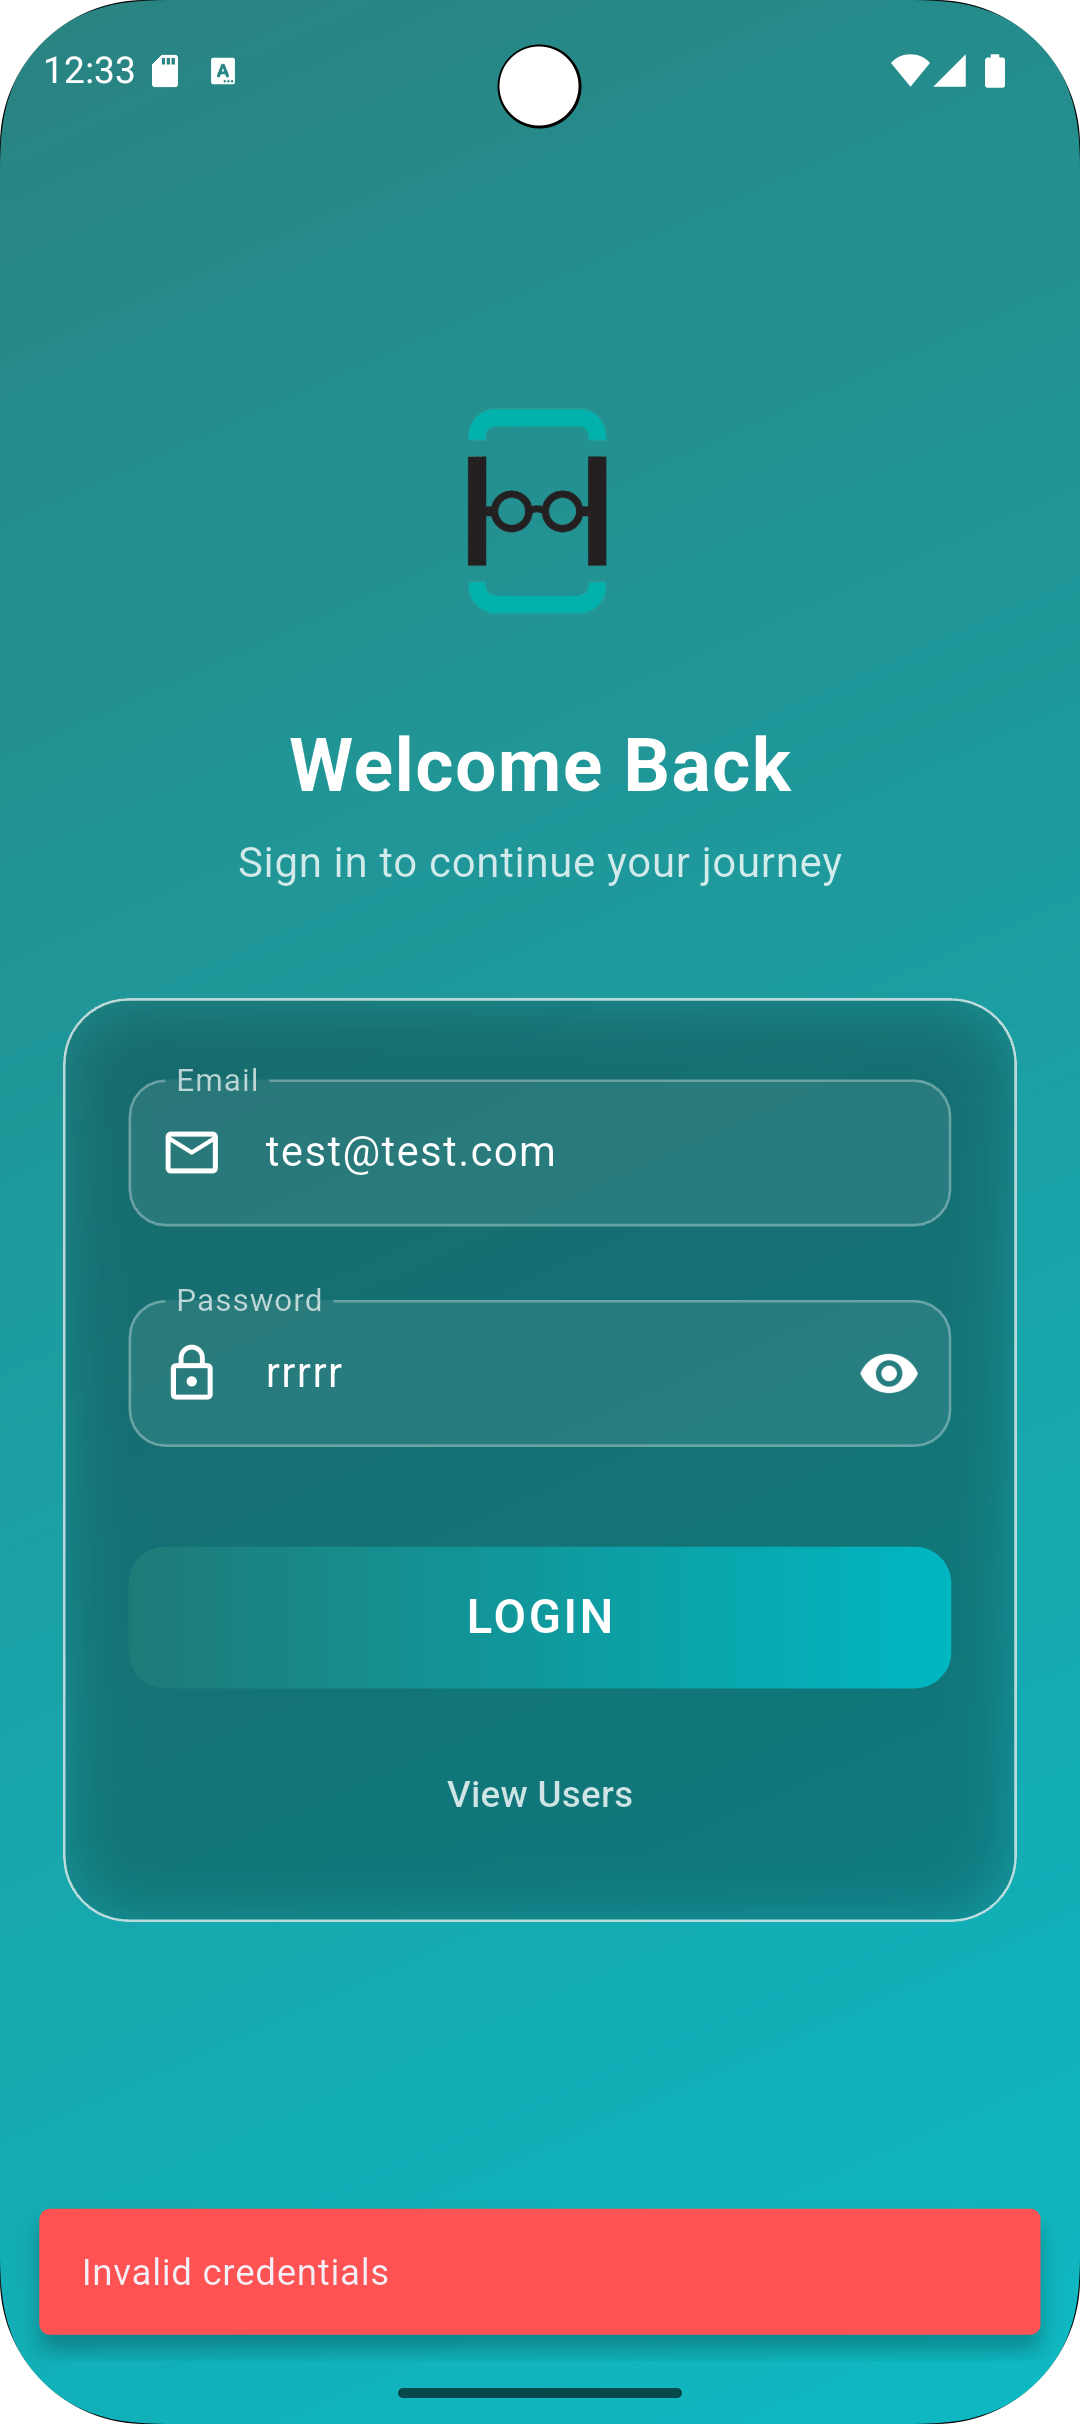 12:33
Welcome Back
Sign in to continue your journey
Email
test@test.com
Password
rrrrr
LOGIN
View Users
Invalid credentials